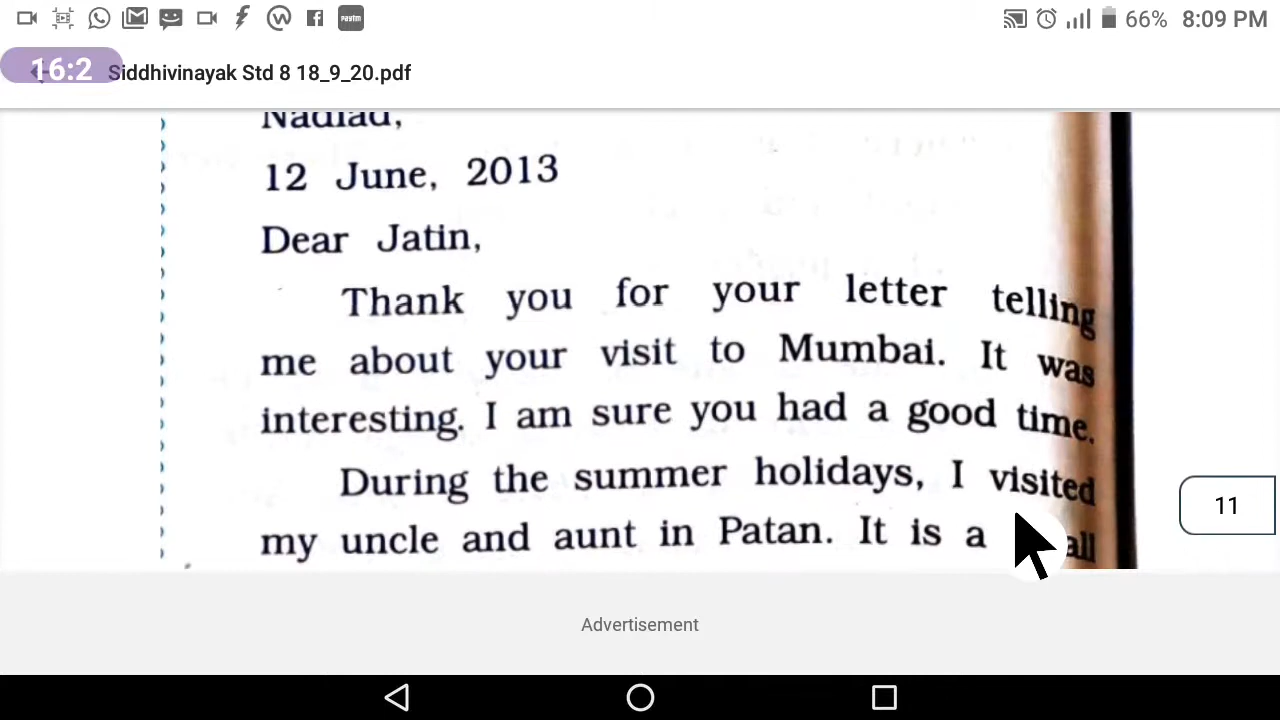 paytm
66% 8:09 PM
16:2 Siddhivinayak Std 8 18_9_20.pdf
Nadiad,
12 June, 2013
Dear Jatin,
Thank you for your letter telling
me about your visit to Mumbai. It was
interesting. I am sure you had a good time.
During the summer holidays, I visited
my uncle and aunt in Patan. It is a
11
Advertisement